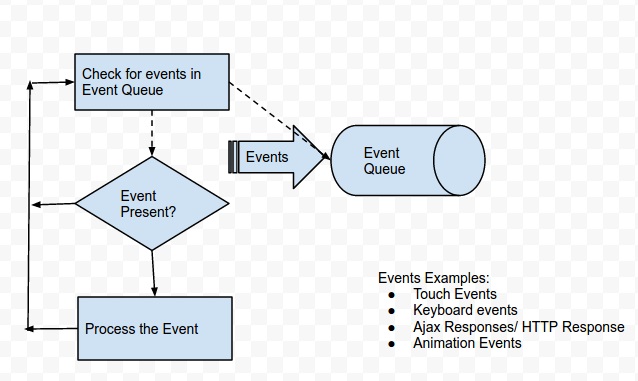 Check for events in
Event Queue
Events
Event
Queue
Event
Present?
Process the Event
Events Examples:
● Touch Events
● Keyboard events
● Ajax Responses/ HTTP Response
● Animation Events